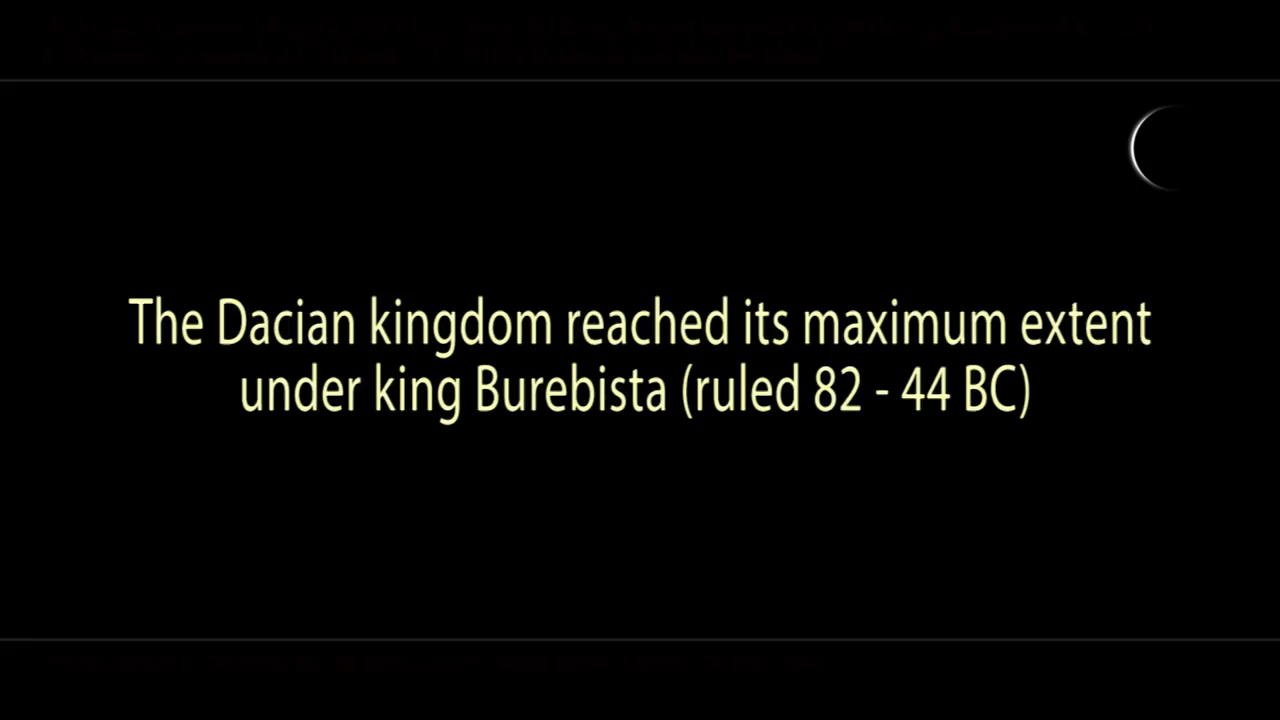 The Dacian kingdom reached its maximum extent
under king Burebista (ruled 82 - 44 BC)